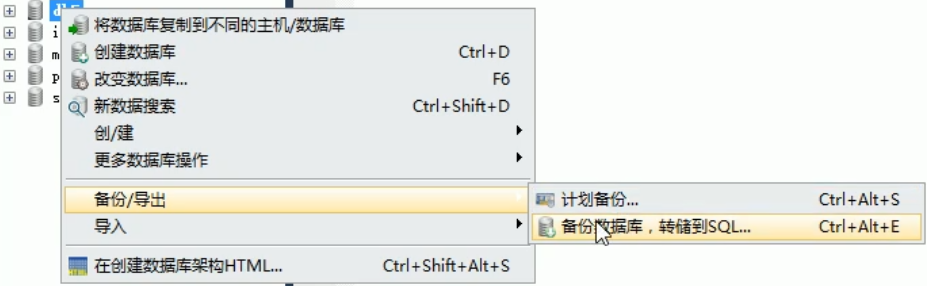 将数据库复制到不同的主机/数据库
创建数据库 Ctrl+D
改变数据库... F6
新数据搜索 Ctrl+Shift+D
创/建
更多数据库操作
备份/导出
导入
在创建数据库架构HTML... Ctrl+Shift+Alt+S
计划备份... Ctrl+Alt+S
备份数据库，转储到SQL... Ctrl+Alt+E